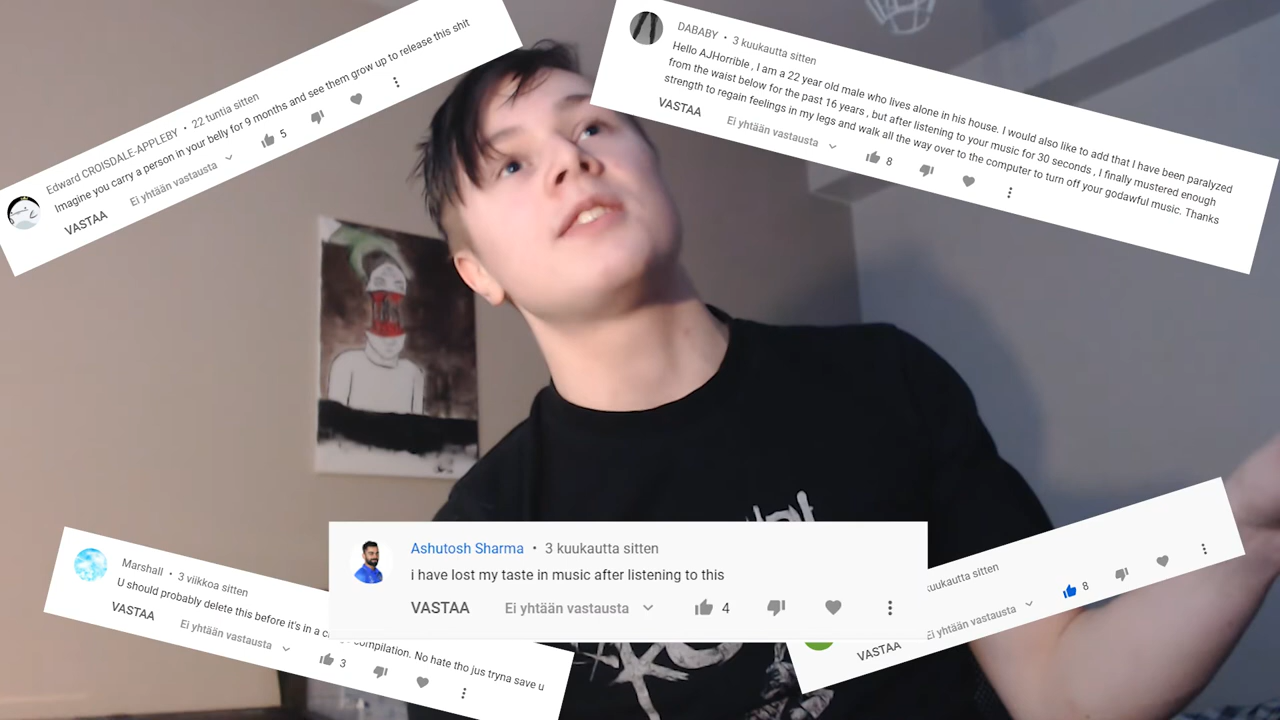 Edward CROISDALE-APPLEBY • 22 tuntia sitten
Imagine you carry a person in your belly for 9 months and see them grow up to release this shit
VASTAA Ei yhtään vastausta 5
DABABY • 3 kuukautta sitten
Hello AJHorrible , I am a 22 year old male who lives alone in his house. I would also like to add that I have been paralyzed
from the waist below for the past 16 years , but after listening to your music for 30 seconds , I finally mustered enough
strength to regain feelings in my legs and walk all the way over to the computer to turn off your godawful music. Thanks
VASTAA Ei yhtään vastausta 8
Marshall • 3 viikkoa sitten
U should probably delete this before it's in a compilation. No hate tho jus tryna save u
VASTAA Ei yhtään vastausta 3
Ashutosh Sharma • 3 kuukautta sitten
i have lost my taste in music after listening to this
VASTAA Ei yhtään vastausta 4
kuukautta sitten
VASTAA Ei yhtään vastausta 8